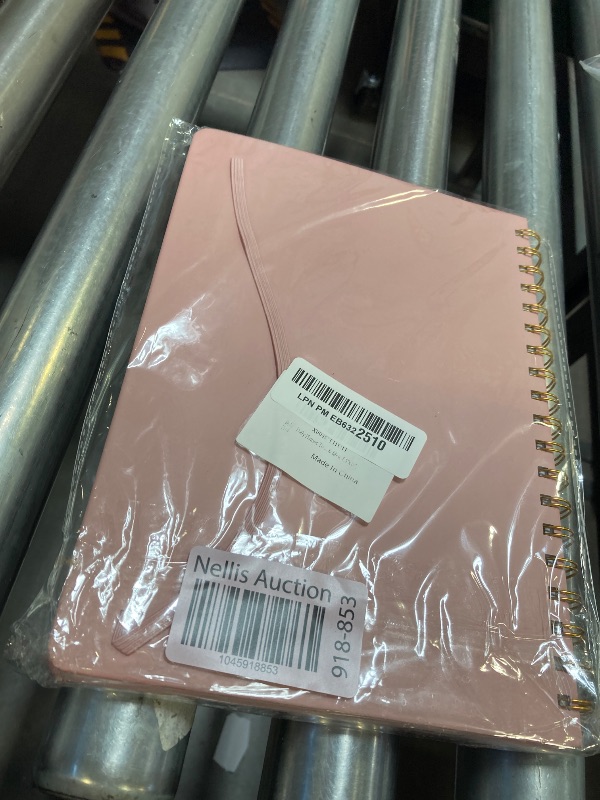 LPN PM EB6322510
Made in China
Nellis Auction
1045918853
918-853